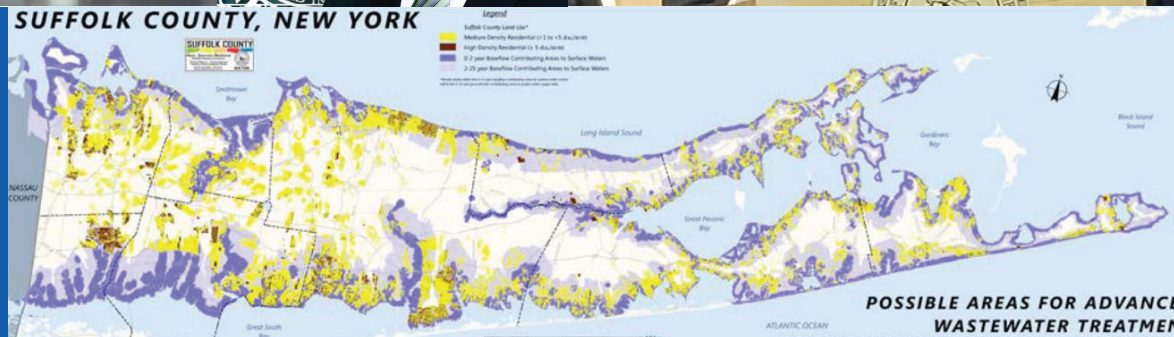 SUFFOLK COUNTY, NEW YORK
Legend
Suffolk County Land Use*
Medium Density Residential (>1 to <5 d.u./acre)
High Density Residential (≥ 5 d.u./acre)
0-2 year Baseflow Contributing Areas to Surface Waters
2-25 year Baseflow Contributing Areas to Surface Waters
SUFFOLK COUNTY
Smithtown
Bay
Long Island Sound
Block Island
Sound
Gardiners
Bay
NASSAU
COUNTY
Great Peconic
Bay
Great South
Bay
ATLANTIC OCEAN
POSSIBLE AREAS FOR ADVANCE
WASTEWATER TREATMEN